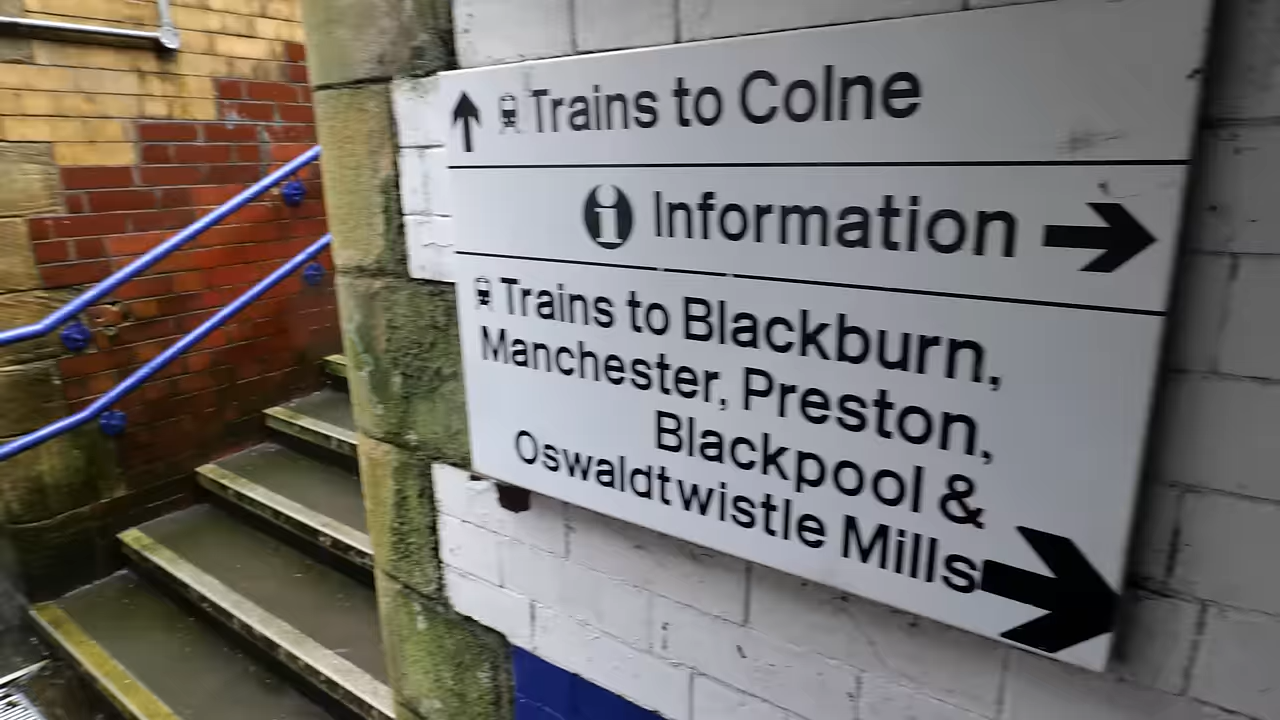 Trains to Colne
i Information
Trains to Blackburn,
Manchester, Preston,
Blackpool &
Oswaldtwistle Mills